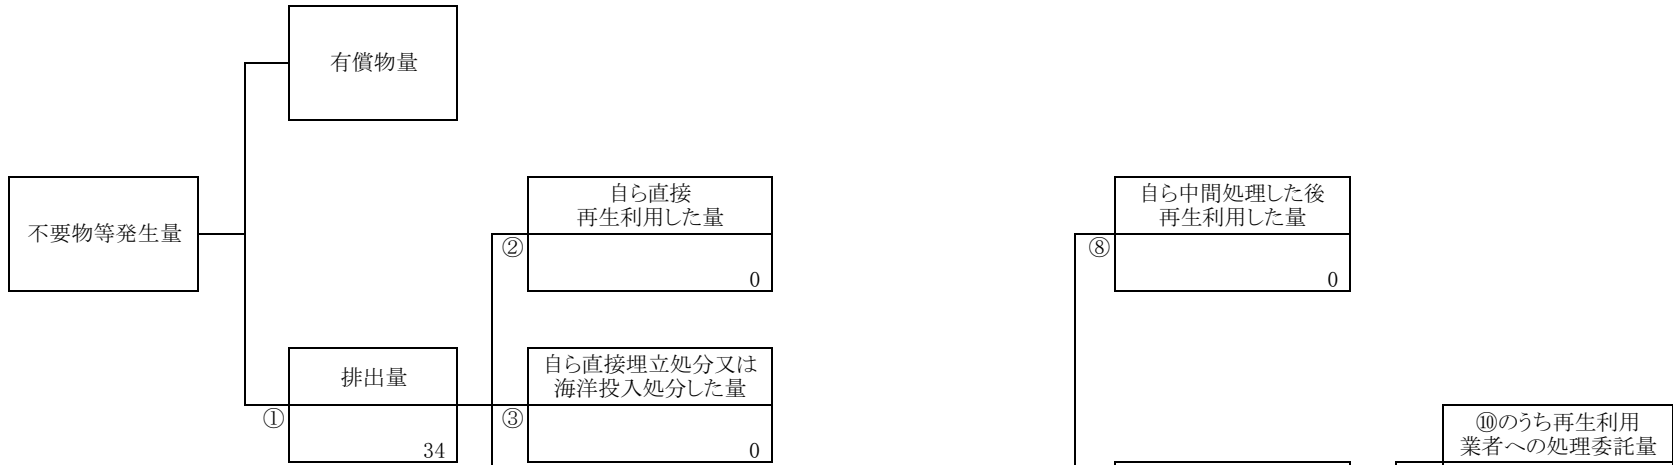 有償物量
不要物等発生量
自ら直接
再生利用した量
②
0
自ら中間処理した後
再生利用した量
⑧
0
排出量
①
34
自ら直接埋立処分又は
海洋投入処分した量
③
0
⑩のうち再生利用
業者への処理委託量